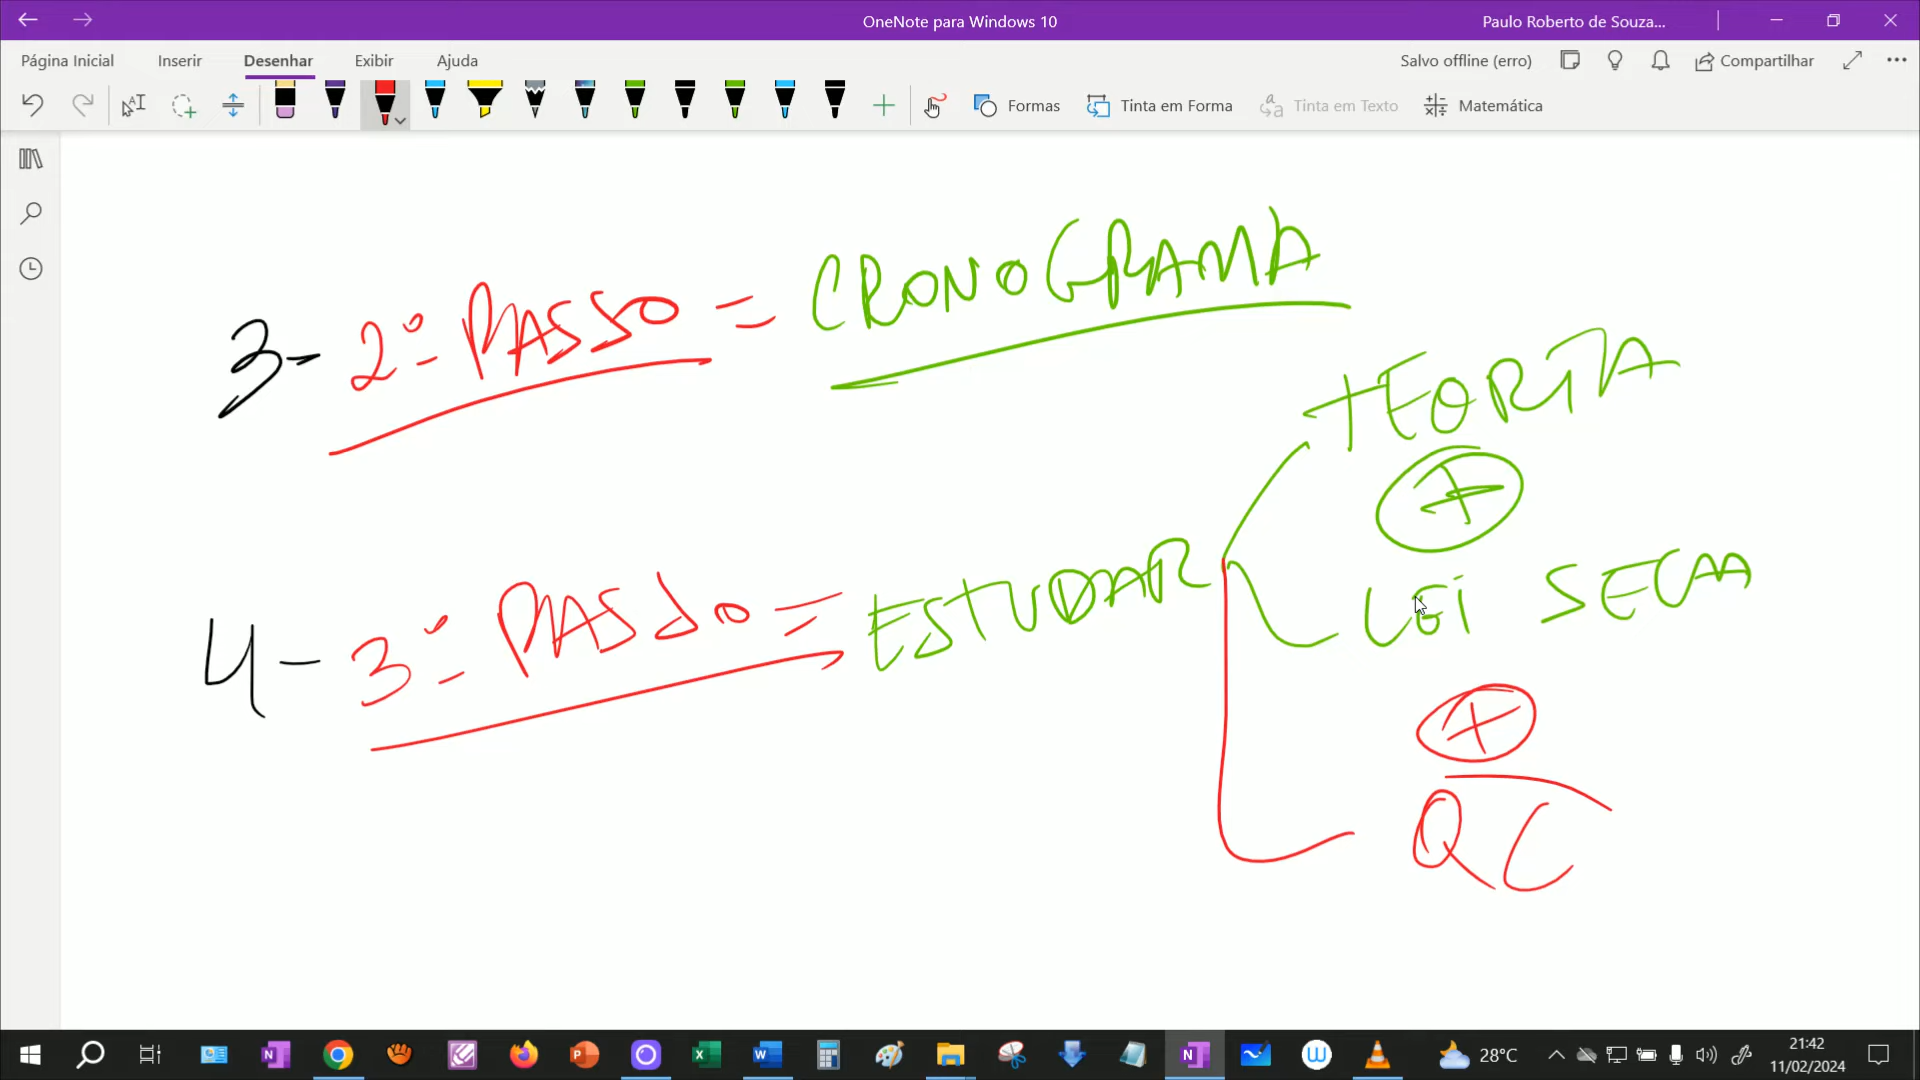 OneNote para Windows 10
Paulo Roberto de Souza...
Página Inicial
Inserir
Desenhar
Exibir
Ajuda
Salvo offline (erro)
Compartilhar
Formas
Tinta em Forma
Tinta em Texto
Matemática
3- 2º PASSO = CRONOGRAMA
TEORIA
+
4- 3º PASSO = ESTUDAR
LEI SECA
+
QC
28°C
21:42
11/02/2024